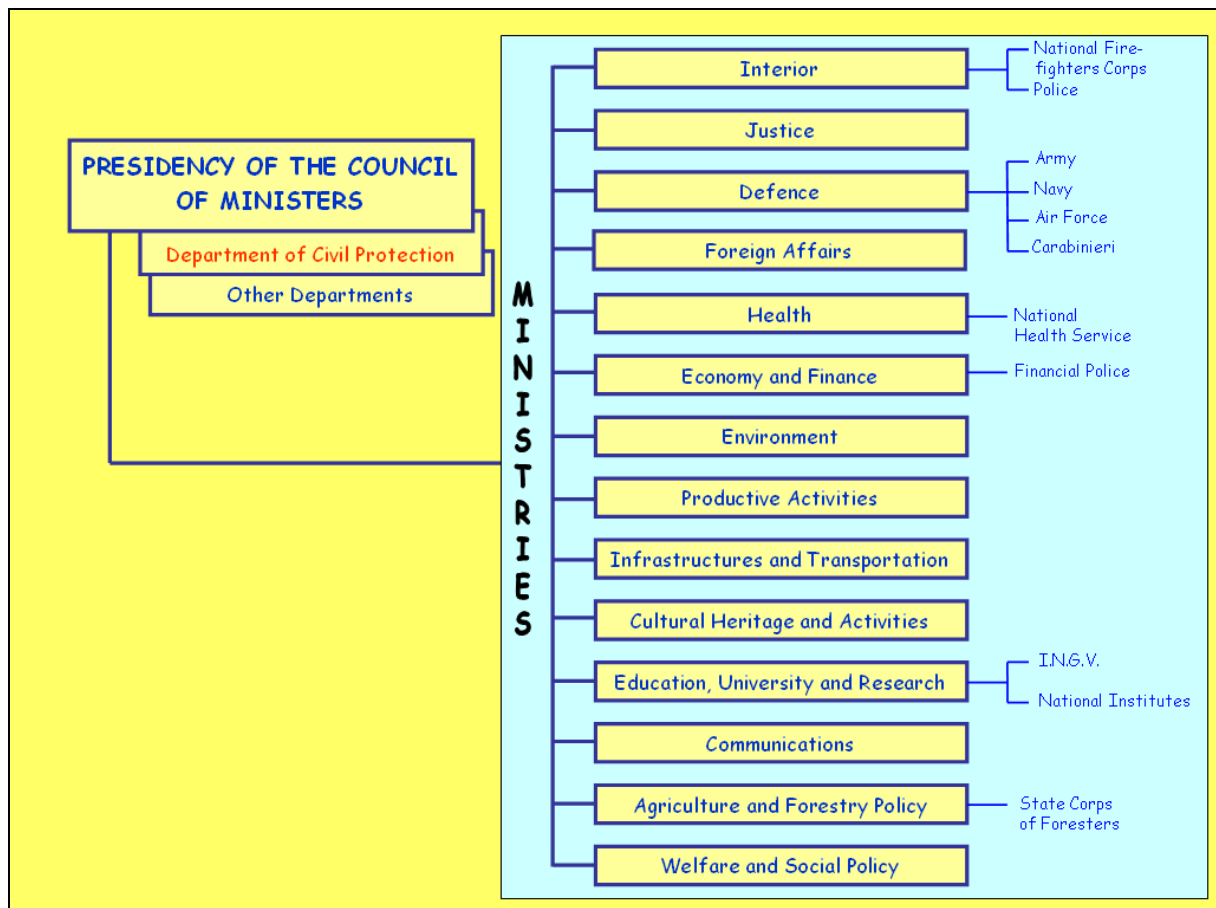 PRESIDENCY OF THE COUNCIL
OF MINISTERS
Department of Civil Protection
Other Departments
MINISTRIES
Interior
National Fire-
fighters Corps
Police
Justice
Defence
Army
Navy
Air Force
Carabinieri
Foreign Affairs
Health
National
Health Service
Economy and Finance
Financial Police
Environment
Productive Activities
Infrastructures and Transportation
Cultural Heritage and Activities
Education, University and Research
I.N.G.V.
National Institutes
Communications
Agriculture and Forestry Policy
State Corps
of Foresters
Welfare and Social Policy